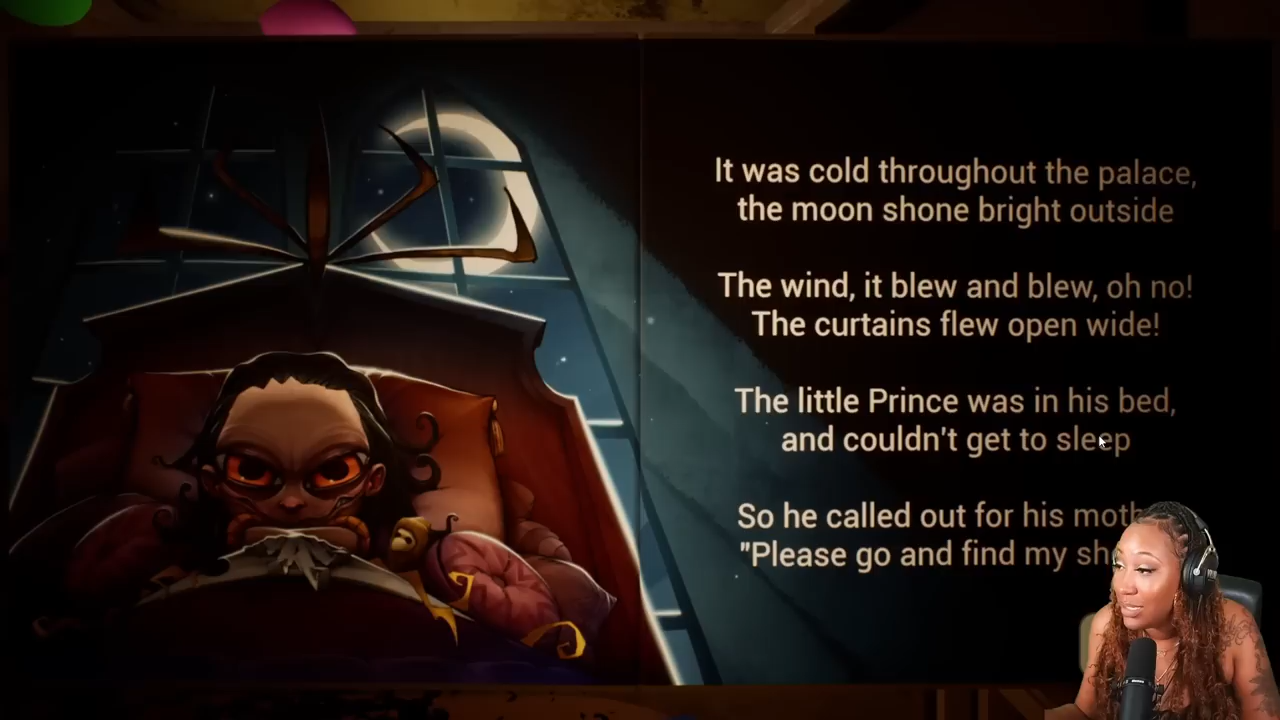 It was cold throughout the palace,
the moon shone bright outside
The wind, it blew and blew, oh no!
The curtains flew open wide!
The little Prince was in his bed,
and couldn't get to sleep
So he called out for his
"Please go and find my